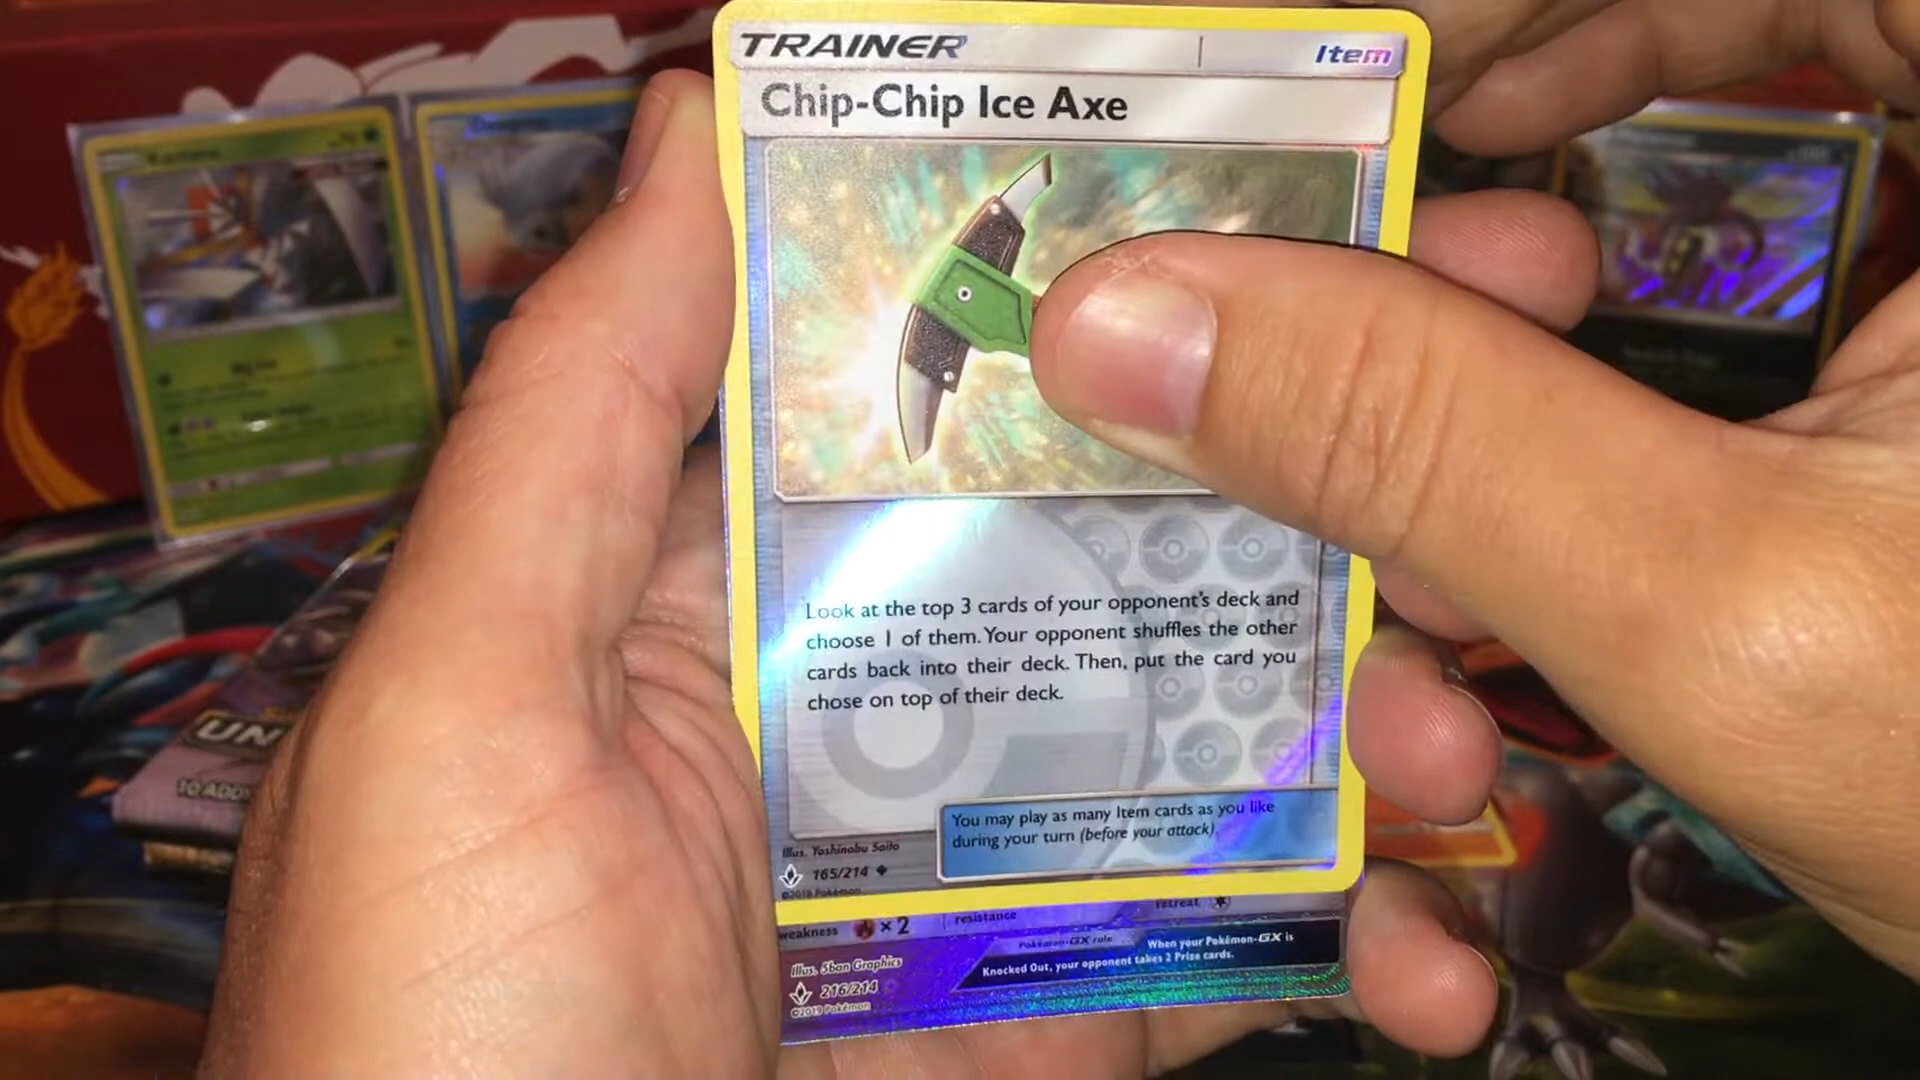 TRAINER
Item
Chip-Chip Ice Axe
Look at the top 3 cards of your opponent's deck and
choose 1 of them. Your opponent shuffles the other
cards back into their deck. Then, put the card you
chose on top of their deck.
You may play as many Item cards as you like
during your turn (before your attack).
Illus. Yoshinobu Saito
165/214
©2019 Pokémon
weakness × 2
resistance
retreat
Pokémon-GX rule
When your Pokémon-GX is
Knocked Out, your opponent takes 2 Prize cards.
Illus. 5ban Graphics
216/214
©2019 Pokémon
UN
10 ADD